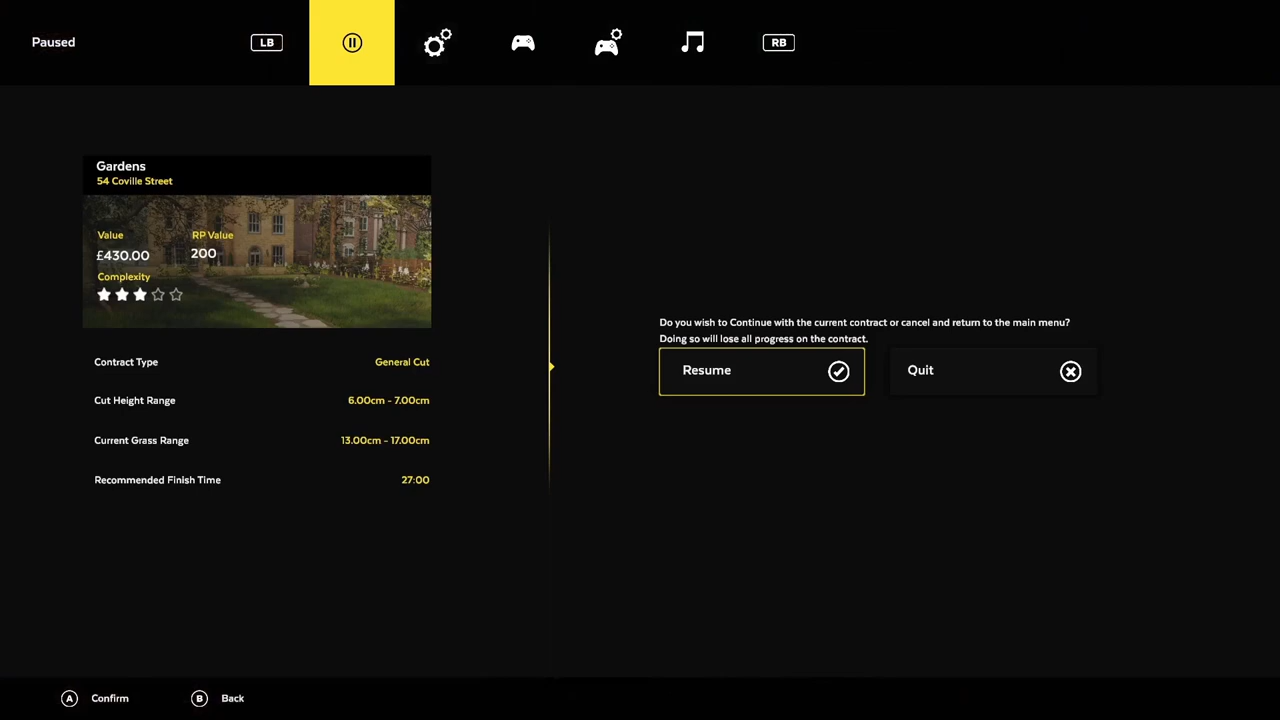 Paused
LB
RB
Gardens
54 Coville Street
Value
RP Value
£430.00
200
Complexity
Contract Type
General Cut
Cut Height Range
6.00cm - 7.00cm
Current Grass Range
13.00cm - 17.00cm
Recommended Finish Time
27:00
Do you wish to Continue with the current contract or cancel and return to the main menu?
Doing so will lose all progress on the contract.
Resume
Quit
A Confirm
B Back